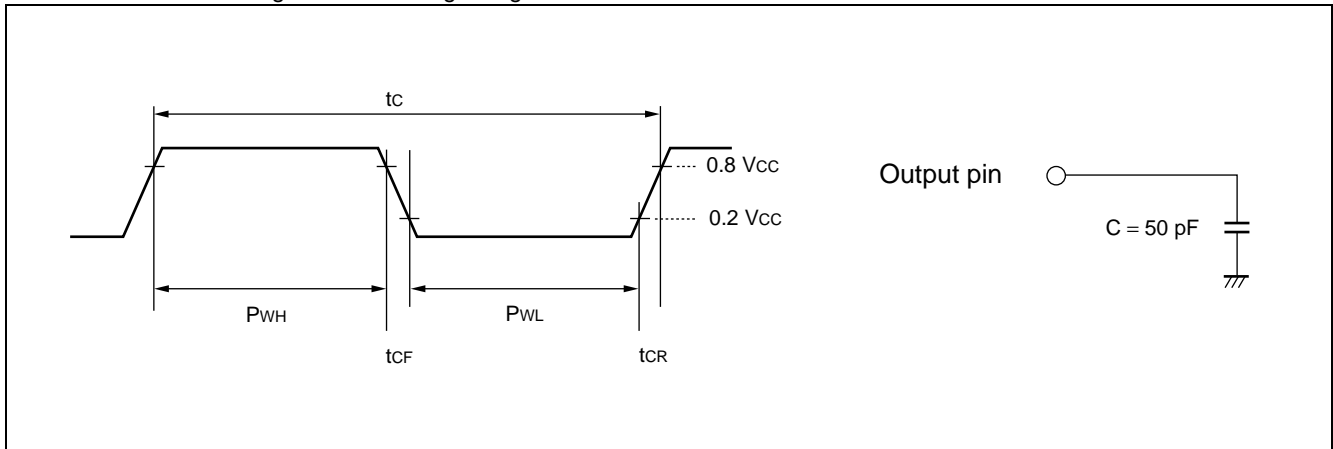 tC
0.8 VCC
0.2 VCC
PWH
PWL
tCF
tCR
Output pin
C = 50 pF